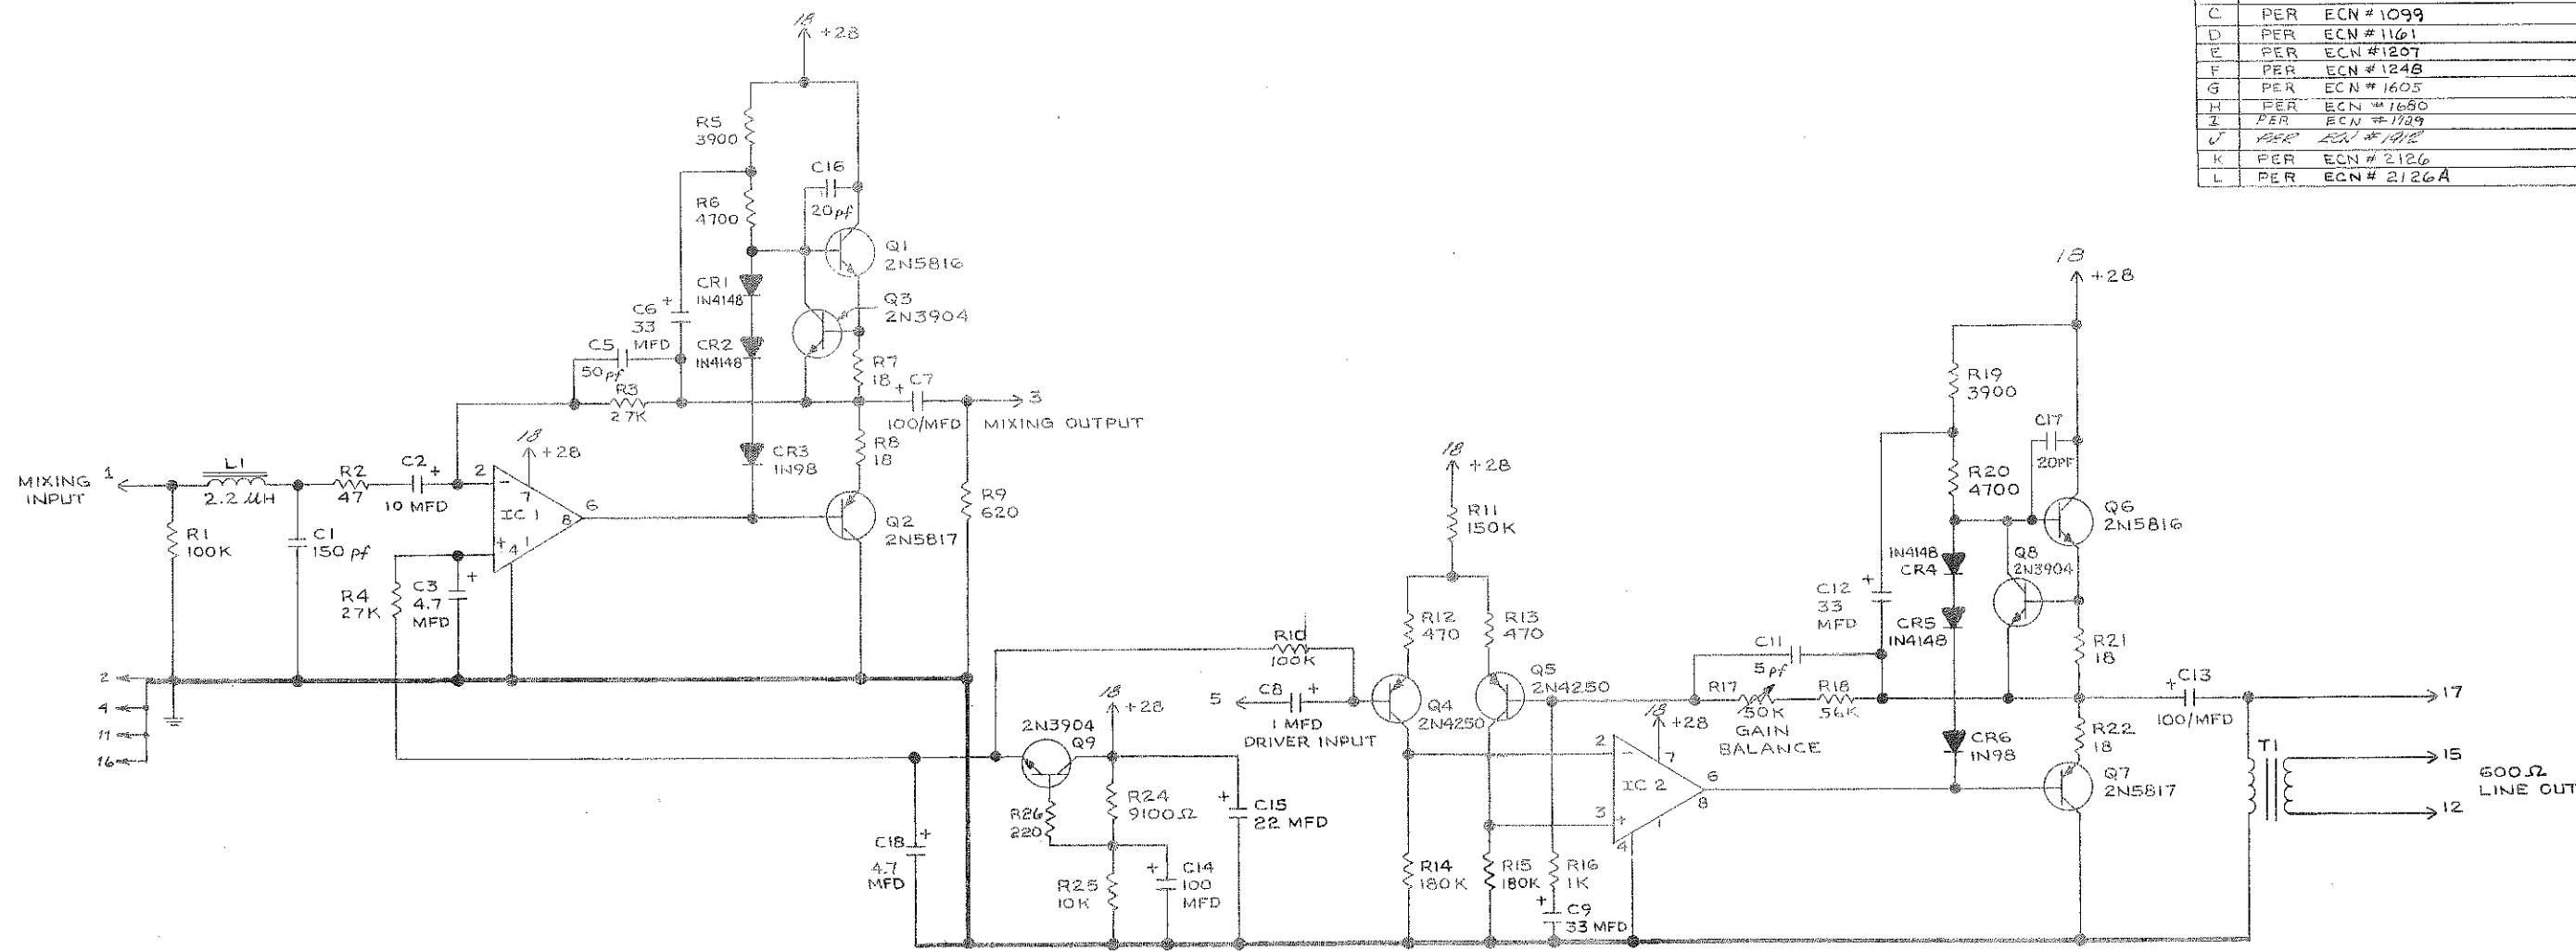 C PER ECN #1099
D PER ECN #1161
E PER ECN #1207
F PER ECN #1248
G PER ECN #1605
H PER ECN #1680
I PER ECN #1729
J PER ECN #1912
K PER ECN #2126
L PER ECN #2126A
18
+28
R5
3900
C16
20pf
R6
4700
Q1
2N5816
CR1
1N4148
Q3
2N3904
C6 +
33
MFD
CR2
1N4148
C5
50pf
R3
27K
R7
18
+ C7
100/MFD
3
MIXING OUTPUT
18
+28
CR3
1N98
R8
18
MIXING
INPUT
1
L1
2.2 UH
R2
47
C2 +
10 MFD
2
-
7
IC 1
8
6
+
4
1
R9
620
Q2
2N5817
R1
100K
C1
150 pf
C3 +
4.7
MFD
R4
27K
2
4
11
16
2N3904
Q9
18
+28
R26
220
R24
9100Ω
+ C15
22 MFD
C18 +
4.7
MFD
R25
10K
+ C14
100
MFD
R10
100K
5
C8 +
1 MFD
DRIVER INPUT
18
+28
R11
150K
R12
470
R13
470
Q4
2N4250
Q5
2N4250
R14
180K
R15
180K
R16
1K
+ C9
33 MFD
18
+28
2
-
7
IC 2
3
+
4
1
6
8
R17
50K
GAIN
BALANCE
R18
56K
C11
5pf
C12 +
33
MFD
18
+28
R19
3900
C17
20PF
R20
4700
Q6
2N5816
1N4148
CR4
Q8
2N3904
CR5
1N4148
R21
18
+C13
100/MFD
17
CR6
1N98
R22
18
Q7
2N5817
T1
15
12
600Ω
LINE OUT